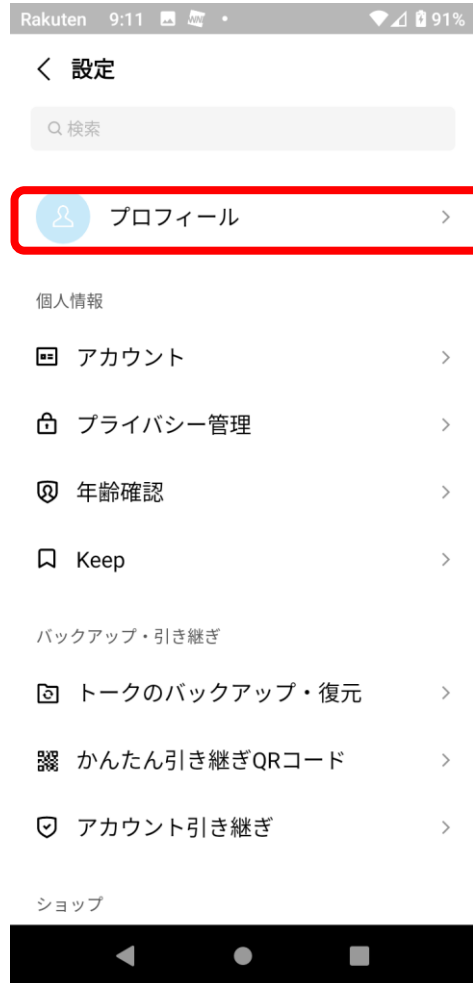 Rakuten 9:11 91%
設定
検索
プロフィール
個人情報
アカウント
プライバシー管理
年齢確認
Keep
バックアップ・引き継ぎ
トークのバックアップ・復元
かんたん引き継ぎQRコード
アカウント引き継ぎ
ショップ